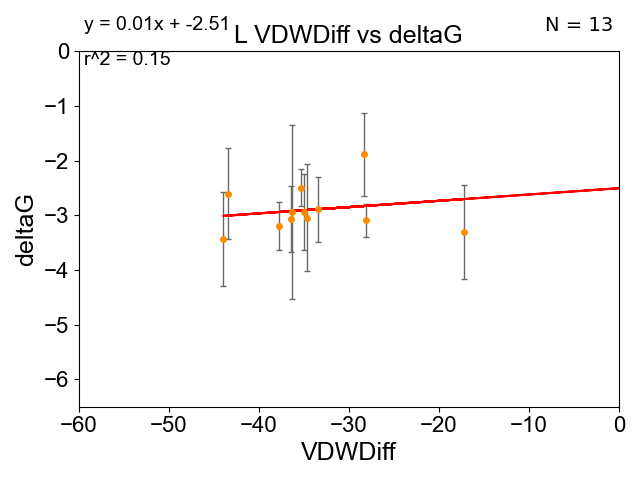 y = 0.01x + -2.51
N = 13
L VDWDiff vs deltaG
r^2 = 0.15
0
−1
−2
−3
−4
−5
−6
deltaG
−60
−50
−40
−30
−20
−10
0
VDWDiff